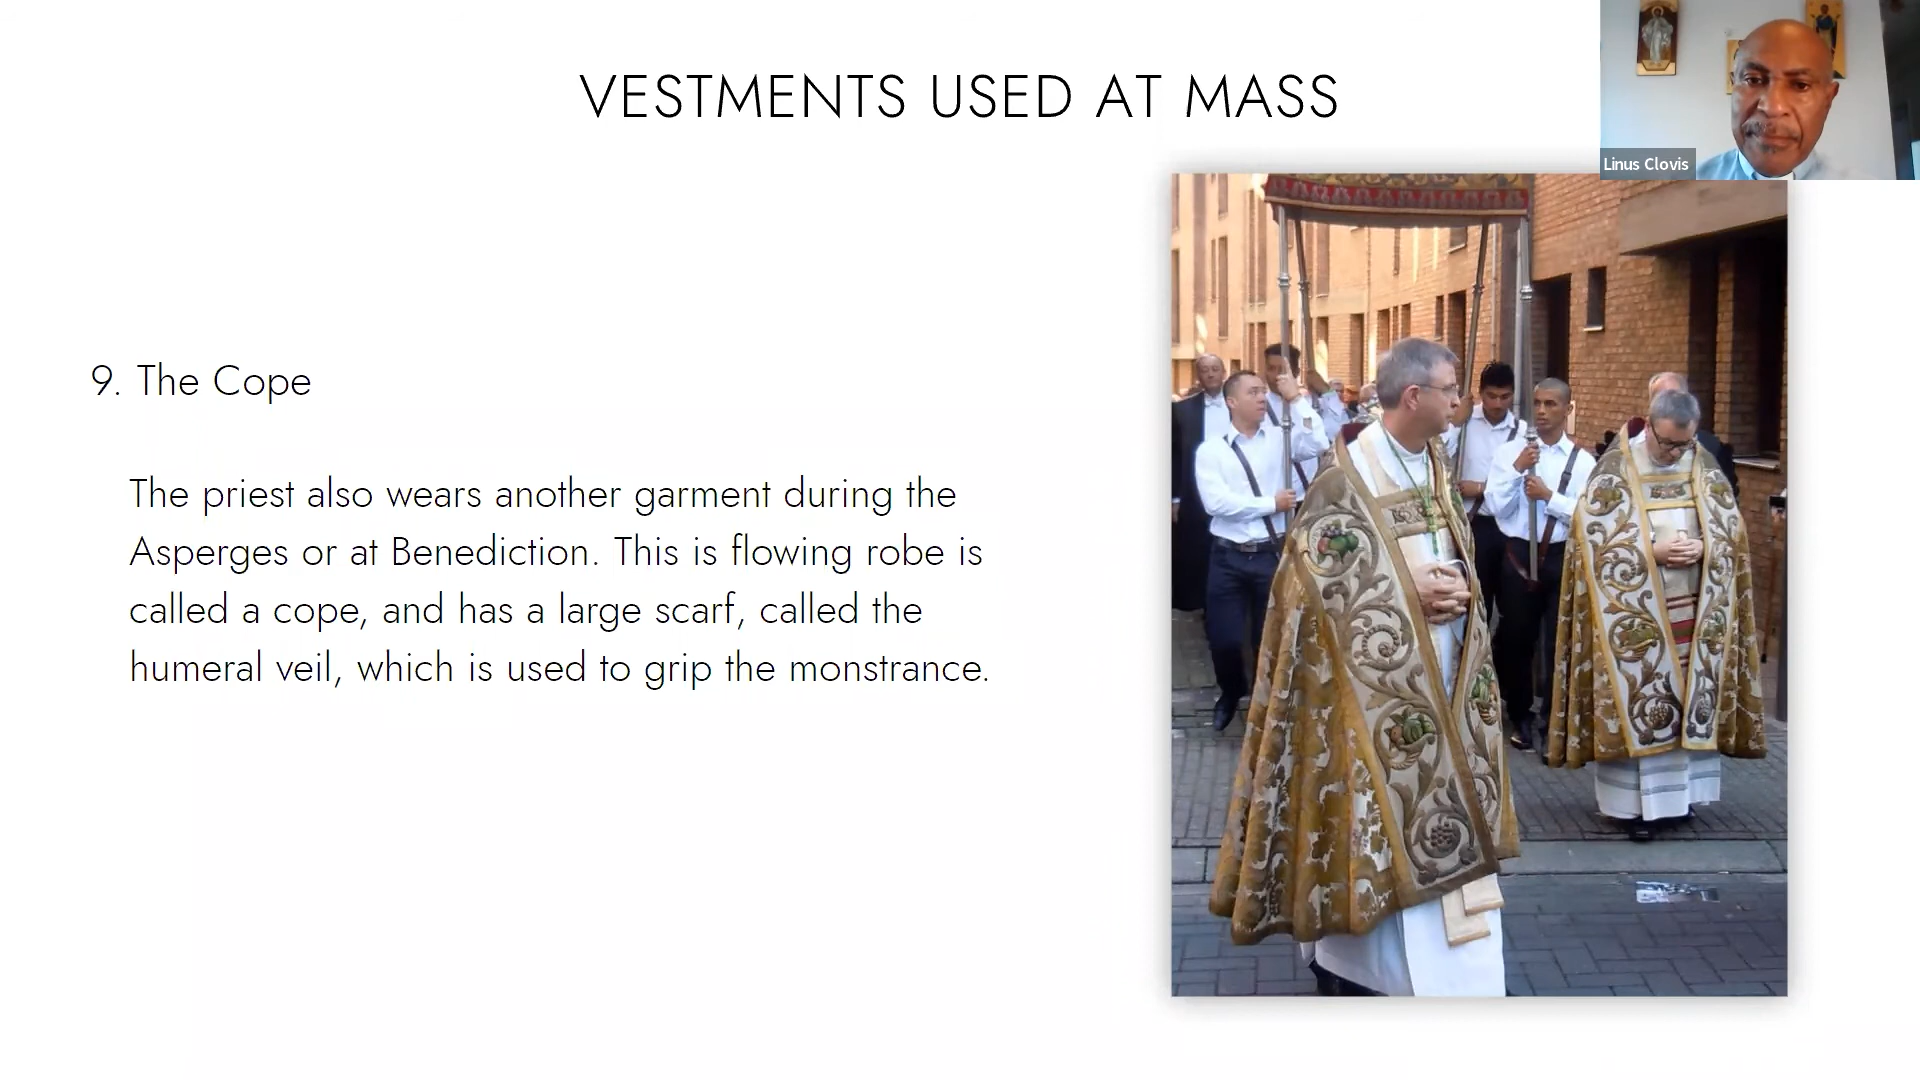 VESTMENTS USED AT MASS
Linus Clovis
9. The Cope
The priest also wears another garment during the
Asperges or at Benediction. This is flowing robe is
called a cope, and has a large scarf, called the
humeral veil, which is used to grip the monstrance.